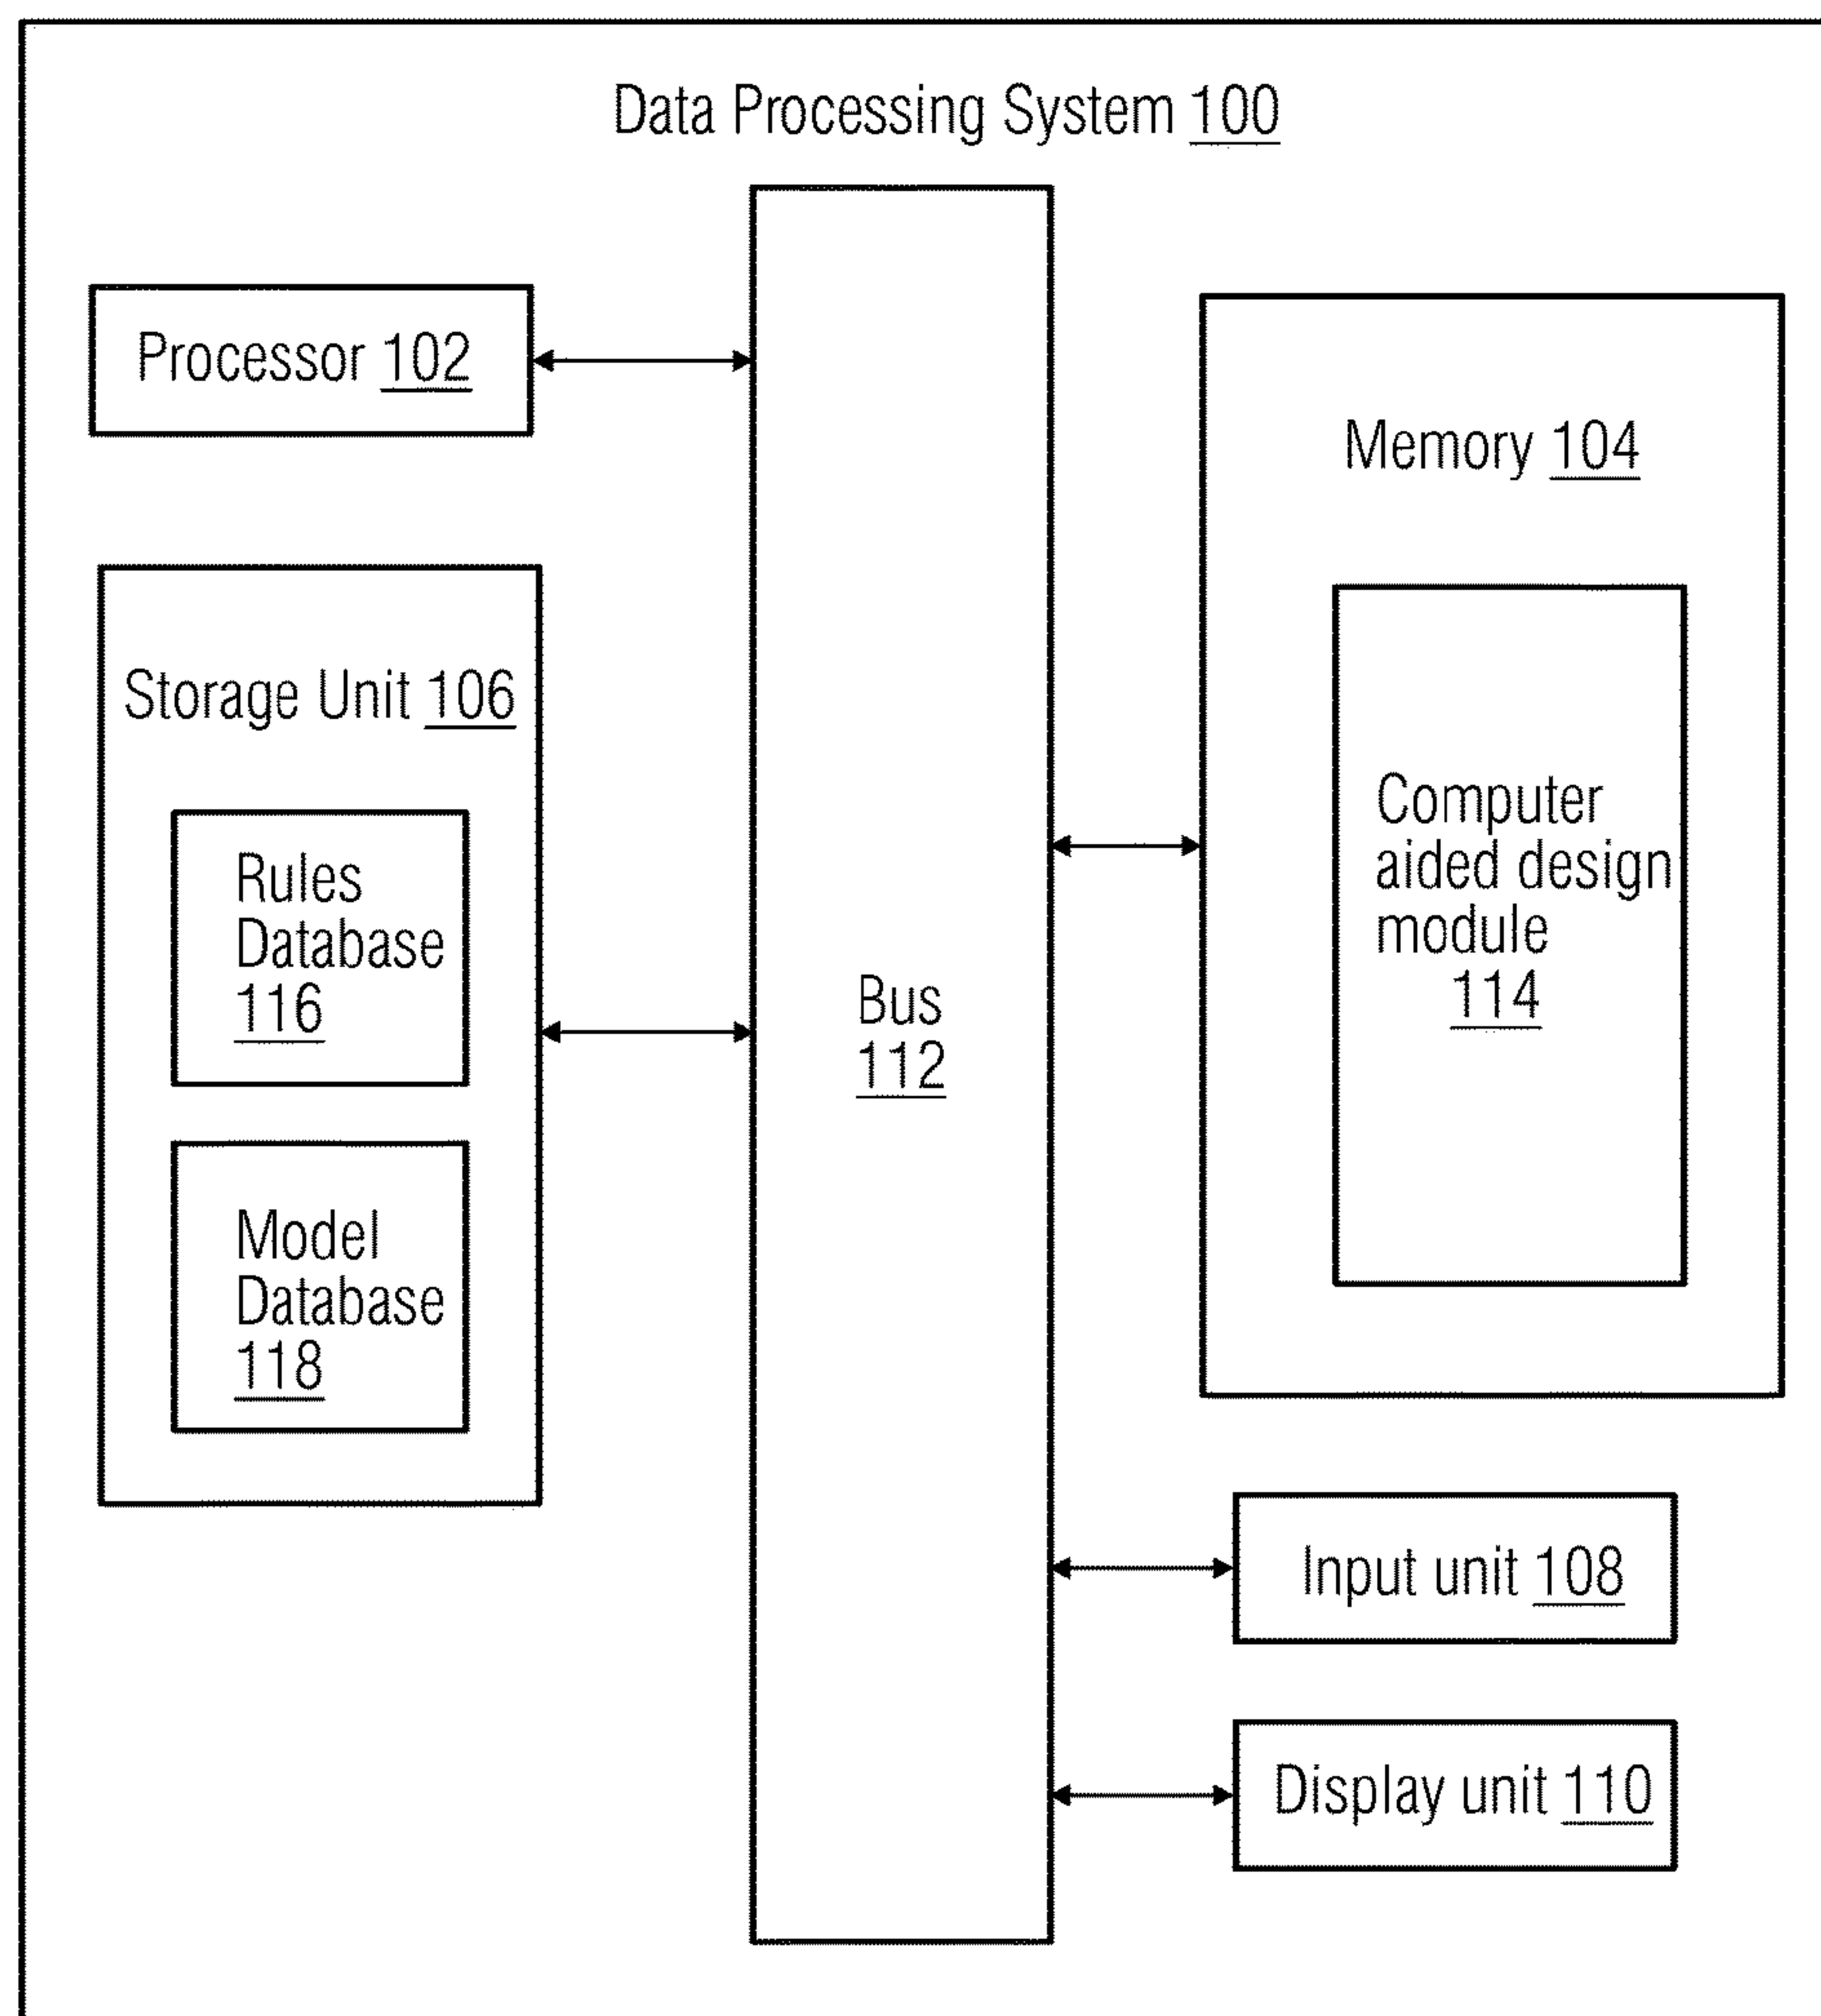 Data Processing System 100
Processor 102
Memory 104
Storage Unit 106
Rules
Database
116
Model
Database
118
Bus
112
Computer
aided design
module
114
Input unit 108
Display unit 110